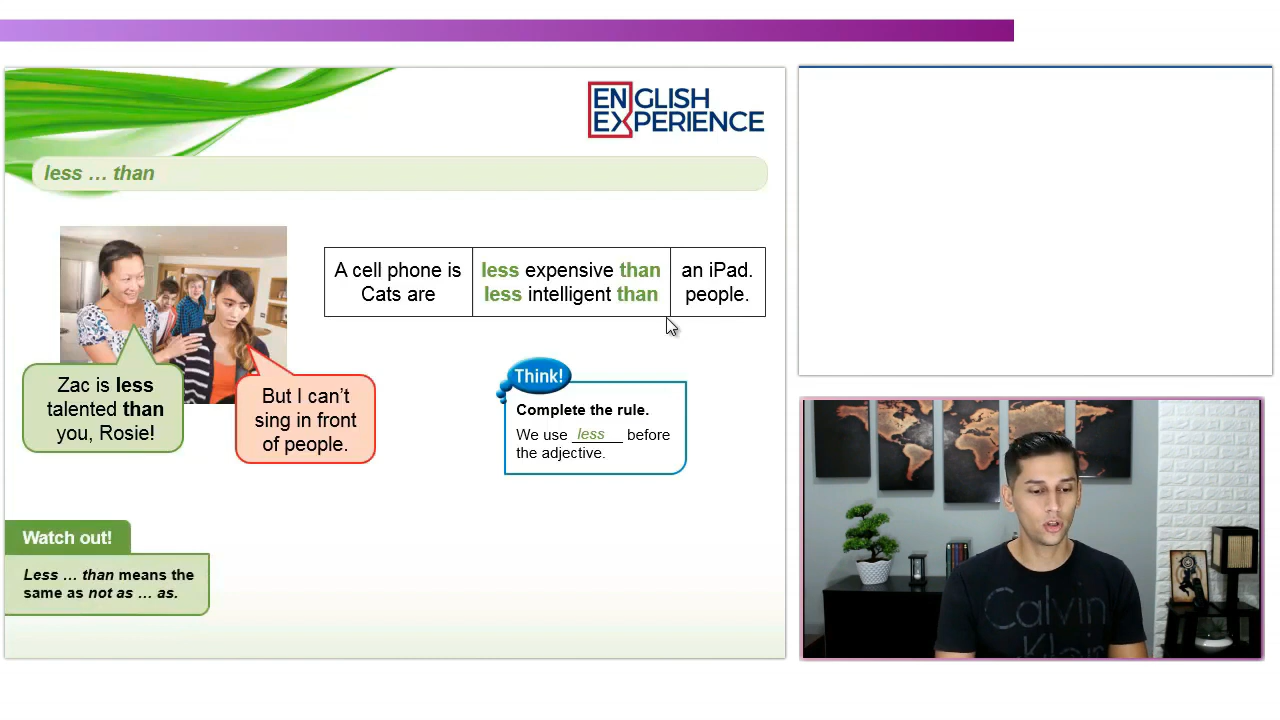 ENGLISH
EXPERIENCE
less … than
A cell phone is
Cats are
less expensive than
less intelligent than
an iPad.
people.
Zac is less
talented than
you, Rosie!
But I can’t
sing in front
of people.
Think!
Complete the rule.
We use less before
the adjective.
Watch out!
Less … than means the
same as not as … as.
Calvin
Klein